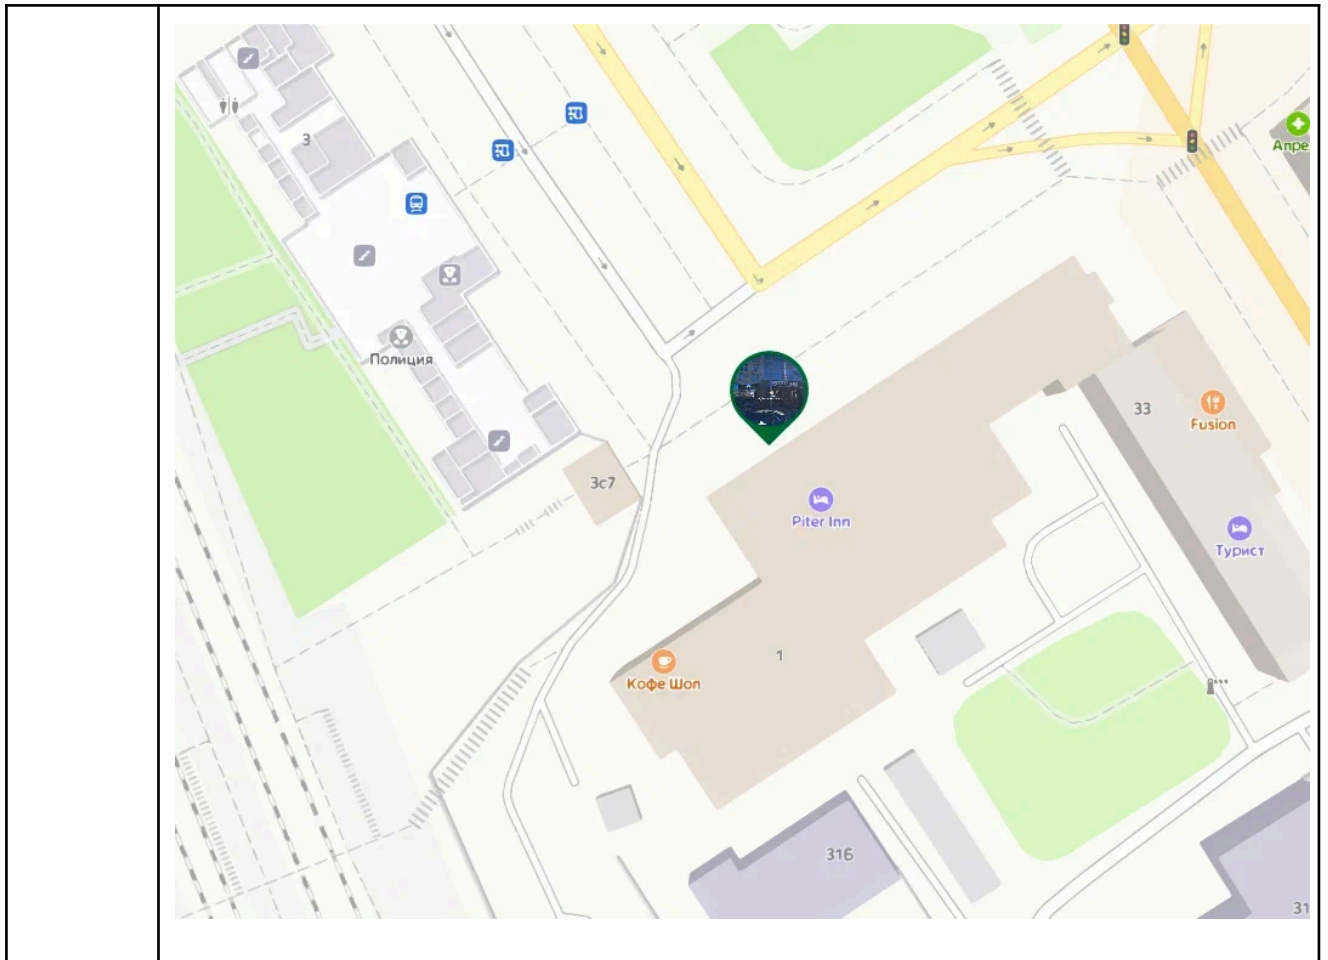 3
Апре
Полиция
33
Fusion
3с7
Piter Inn
Турист
1
Кофе Шоп
31б
31